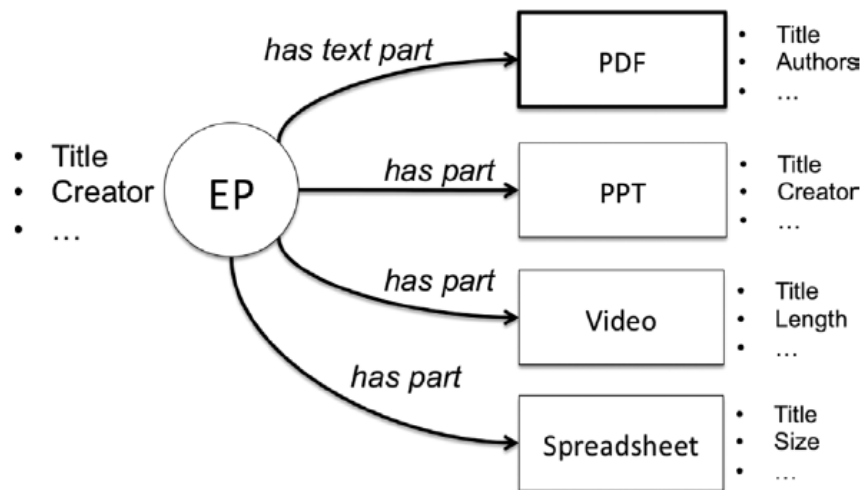 has text part
PDF
• Title
• Authors
• ...
• Title
• Creator
• ...
EP
has part
PPT
• Title
• Creator
• ...
has part
Video
• Title
• Length
• ...
has part
Spreadsheet
• Title
• Size
• ...